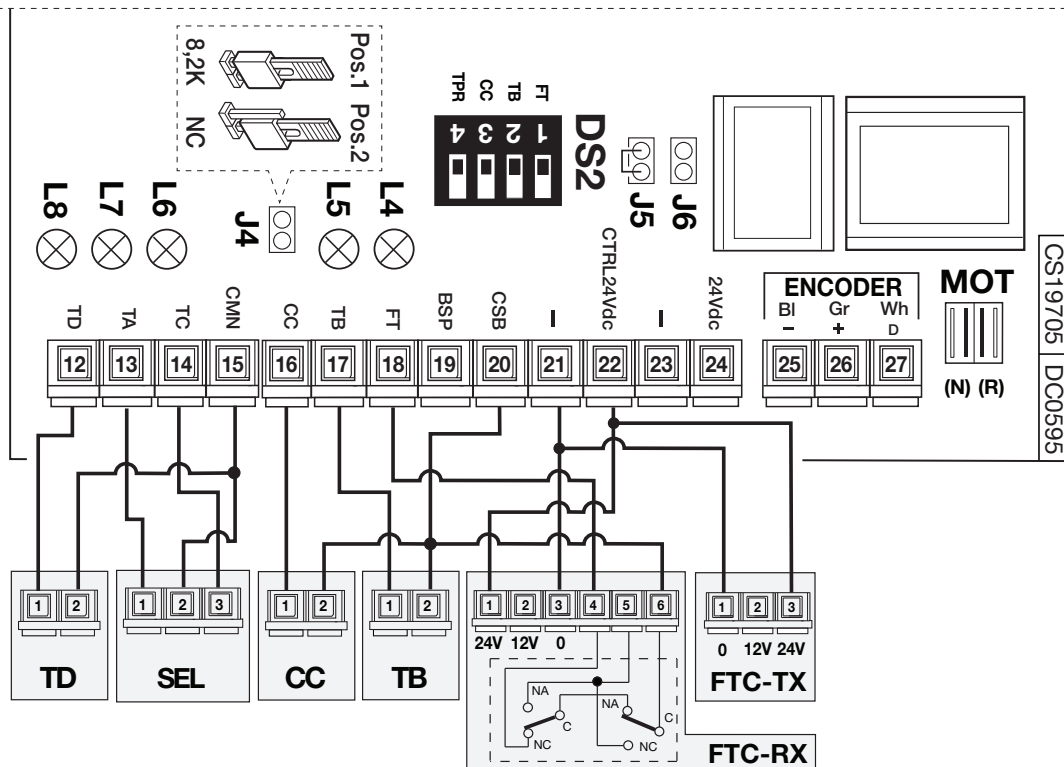 8,2K NC
Pos.1 Pos.2
TPR CC TB FT
4 3 2 1
DS2
J5 J6
L8 L7 L6 J4 L5 L4
TD TA TC CMN CC TB FT BSP CSB – CTRL24Vdc – 24Vdc
ENCODER
Bl Gr Wh
– + D
MOT
(N) (R)
CS19705 DC0595
12 13 14 15 16 17 18 19 20 21 22 23 24 25 26 27
1 2
TD
1 2 3
SEL
1 2
CC
1 2
TB
1 2 3 4 5 6
24V 12V 0
NA C NC
NA C NC
FTC-RX
1 2 3
0 12V 24V
FTC-TX